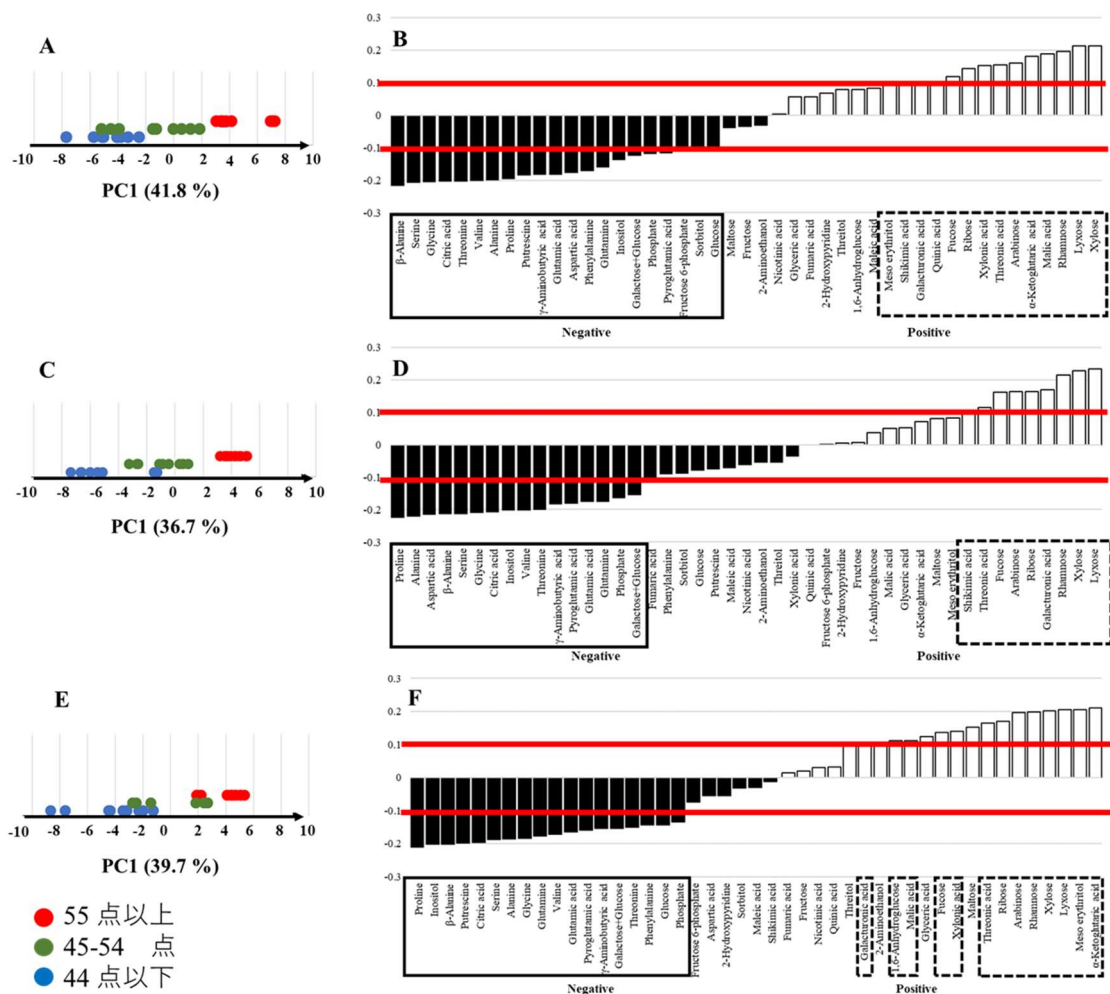 A
-10 -8 -6 -4 -2 0 2 4 6 8 10
PC1 (41.8 %)
B
0.3
0.2
0.1
0
-0.1
-0.2
-0.3
β-Alanine
Serine
Glycine
Citric acid
Threonine
Valine
Alanine
Proline
Putrescine
γ-Aminobutyric acid
Glutamic acid
Aspartic acid
Phenylalanine
Glutamine
Inositol
Galactose+Glucose
Phosphate
Pyroglutamic acid
Fructose 6-phosphate
Sorbitol
Glucose
Maltose
Fructose
2-Aminoethanol
Nicotinic acid
Glyceric acid
Fumaric acid
2-Hydroxypyridine
Threitol
1,6-Anhydroglucose
Maleic acid
Meso erythritol
Shikimic acid
Galacturonic acid
Quinic acid
Fucose
Ribose
Xylonic acid
Threonic acid
Arabinose
α-Ketoglutaric acid
Malic acid
Rhamnose
Lyxose
Xylose
Negative
Positive
C
-10 -8 -6 -4 -2 0 2 4 6 8 10
PC1 (36.7 %)
D
0.3
0.2
0.1
0
-0.1
-0.2
-0.3
Proline
Alanine
Aspartic acid
β-Alanine
Serine
Glycine
Citric acid
Inositol
Valine
Threonine
γ-Aminobutyric acid
Pyroglutamic acid
Glutamic acid
Glutamine
Phosphate
Galactose+Glucose
Fumaric acid
Phenylalanine
Sorbitol
Glucose
Putrescine
Maleic acid
Nicotinic acid
2-Aminoethanol
Threitol
Xylonic acid
Quinic acid
Fructose 6-phosphate
2-Hydroxypyridine
Fructose
1,6-Anhydroglucose
Malic acid
Glyceric acid
α-Ketoglutaric acid
Maltose
Meso erythritol
Shikimic acid
Threonic acid
Fucose
Arabinose
Ribose
Galacturonic acid
Rhamnose
Xylose
Lyxose
Negative
Positive
E
-10 -8 -6 -4 -2 0 2 4 6 8 10
PC1 (39.7 %)
F
0.3
0.2
0.1
0
-0.1
-0.2
-0.3
Proline
Inositol
β-Alanine
Putrescine
Citric acid
Serine
Alanine
Glycine
Glutamine
Valine
Glutamic acid
Pyroglutamic acid
γ-Aminobutyric acid
Galactose+Glucose
Threonine
Phenylalanine
Glucose
Phosphate
Fructose 6-phosphate
Aspartic acid
2-Hydroxypyridine
Sorbitol
Maleic acid
Shikimic acid
Fumaric acid
Fructose
Nicotinic acid
Quinic acid
Threitol
Galacturonic acid
2-Aminoethanol
1,6-Anhydroglucose
Malic acid
Glyceric acid
Fucose
Xylonic acid
Maltose
Threonic acid
Ribose
Arabinose
Rhamnose
Xylose
Lyxose
Meso erythritol
α-Ketoglutaric acid
Negative
Positive
55 点以上
45-54 点
44 点以下